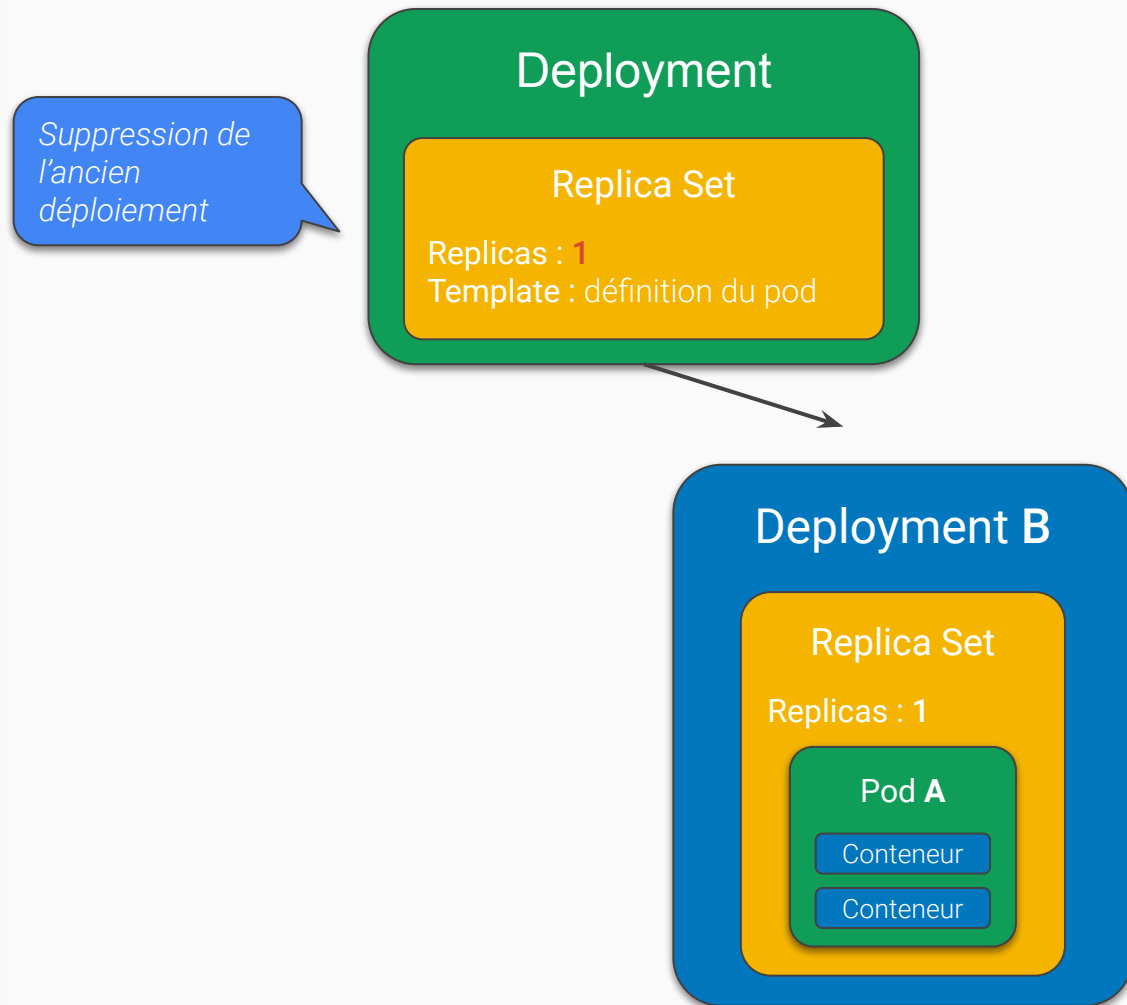 Deployment
Suppression de
l’ancien
déploiement
Replica Set
Replicas : 1
Template : définition du pod
Deployment B
Replica Set
Replicas : 1
Pod A
Conteneur
Conteneur